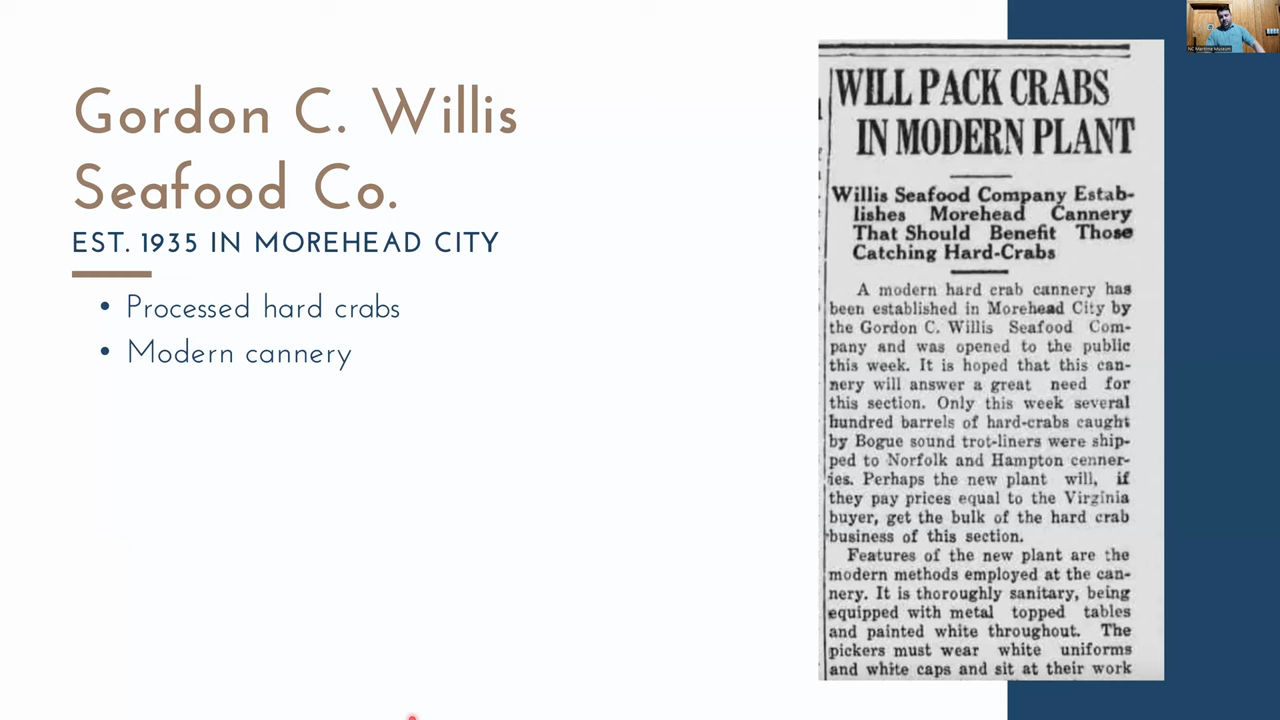 Gordon C. Willis
Seafood Co.
EST. 1935 IN MOREHEAD CITY
• Processed hard crabs
• Modern cannery
WILL PACK CRABS
IN MODERN PLANT
Willis Seafood Company Estab-
lishes Morehead Cannery
That Should Benefit Those
Catching Hard-Crabs
A modern hard crab cannery has
been established in Morehead City by
the Gordon C. Willis Seafood Com-
pany and was opened to the public
this week. It is hoped that this can-
nery will answer a great need for
this section. Only this week several
hundred barrels of hard-crabs caught
by Bogue sound trot-liners were ship-
ped to Norfolk and Hampton cenner-
ies. Perhaps the new plant will, if
they pay prices equal to the Virginia
buyer, get the bulk of the hard crab
business of this section.
Features of the new plant are the
modern methods employed at the can-
nery. It is thoroughly sanitary, being
equipped with metal topped tables
and painted white throughout. The
pickers must wear white uniforms
and white caps and sit at their work
NC Maritime Museum